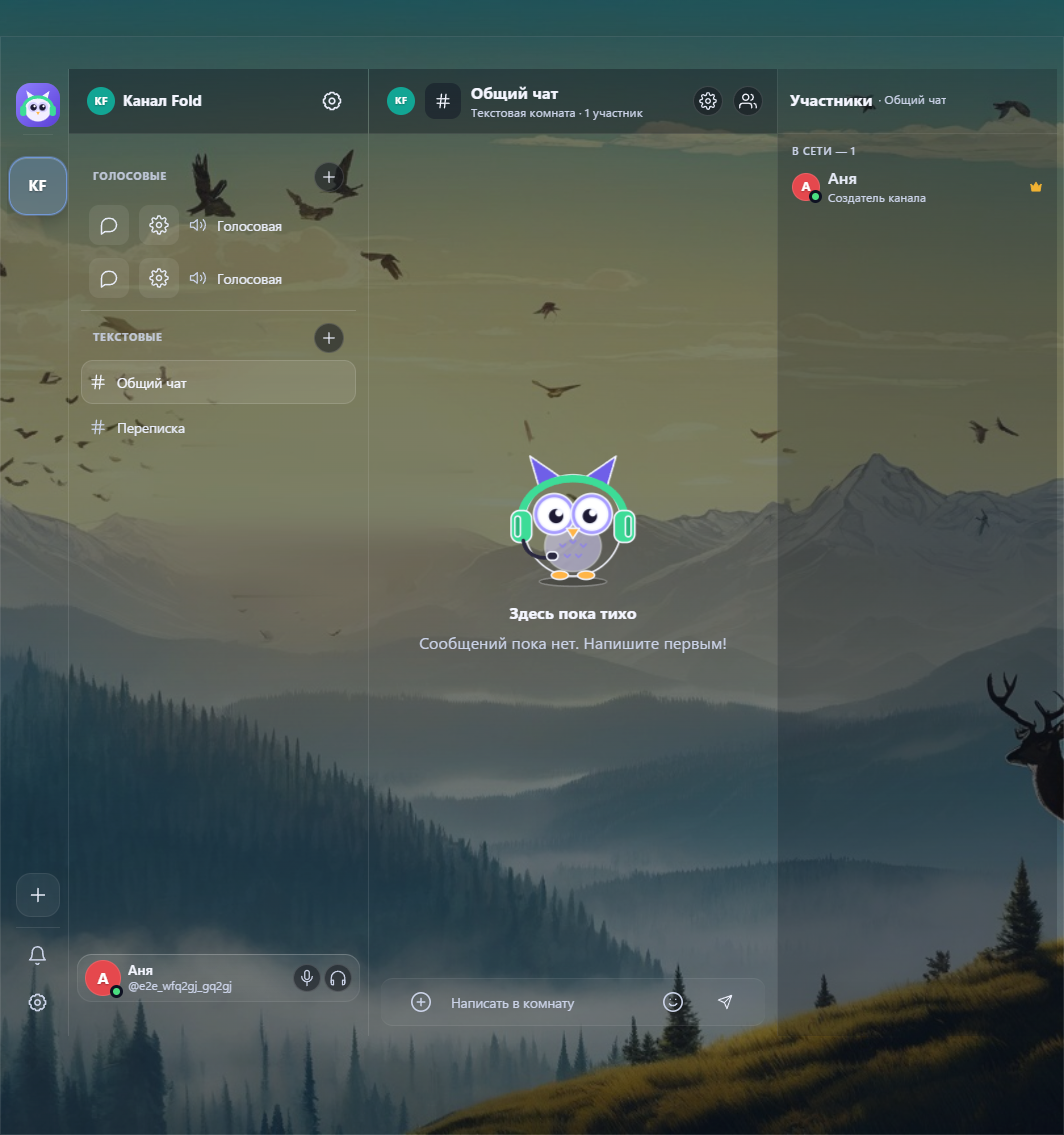 KF
KF Канал Fold
ГОЛОСОВЫЕ
Голосовая
Голосовая
ТЕКСТОВЫЕ
# Общий чат
# Переписка
А
Аня
@e2e_wfq2gj_gq2gj
KF # Общий чат
Текстовая комната · 1 участник
Здесь пока тихо
Сообщений пока нет. Напишите первым!
Написать в комнату
Участники · Общий чат
В СЕТИ — 1
А
Аня
Создатель канала